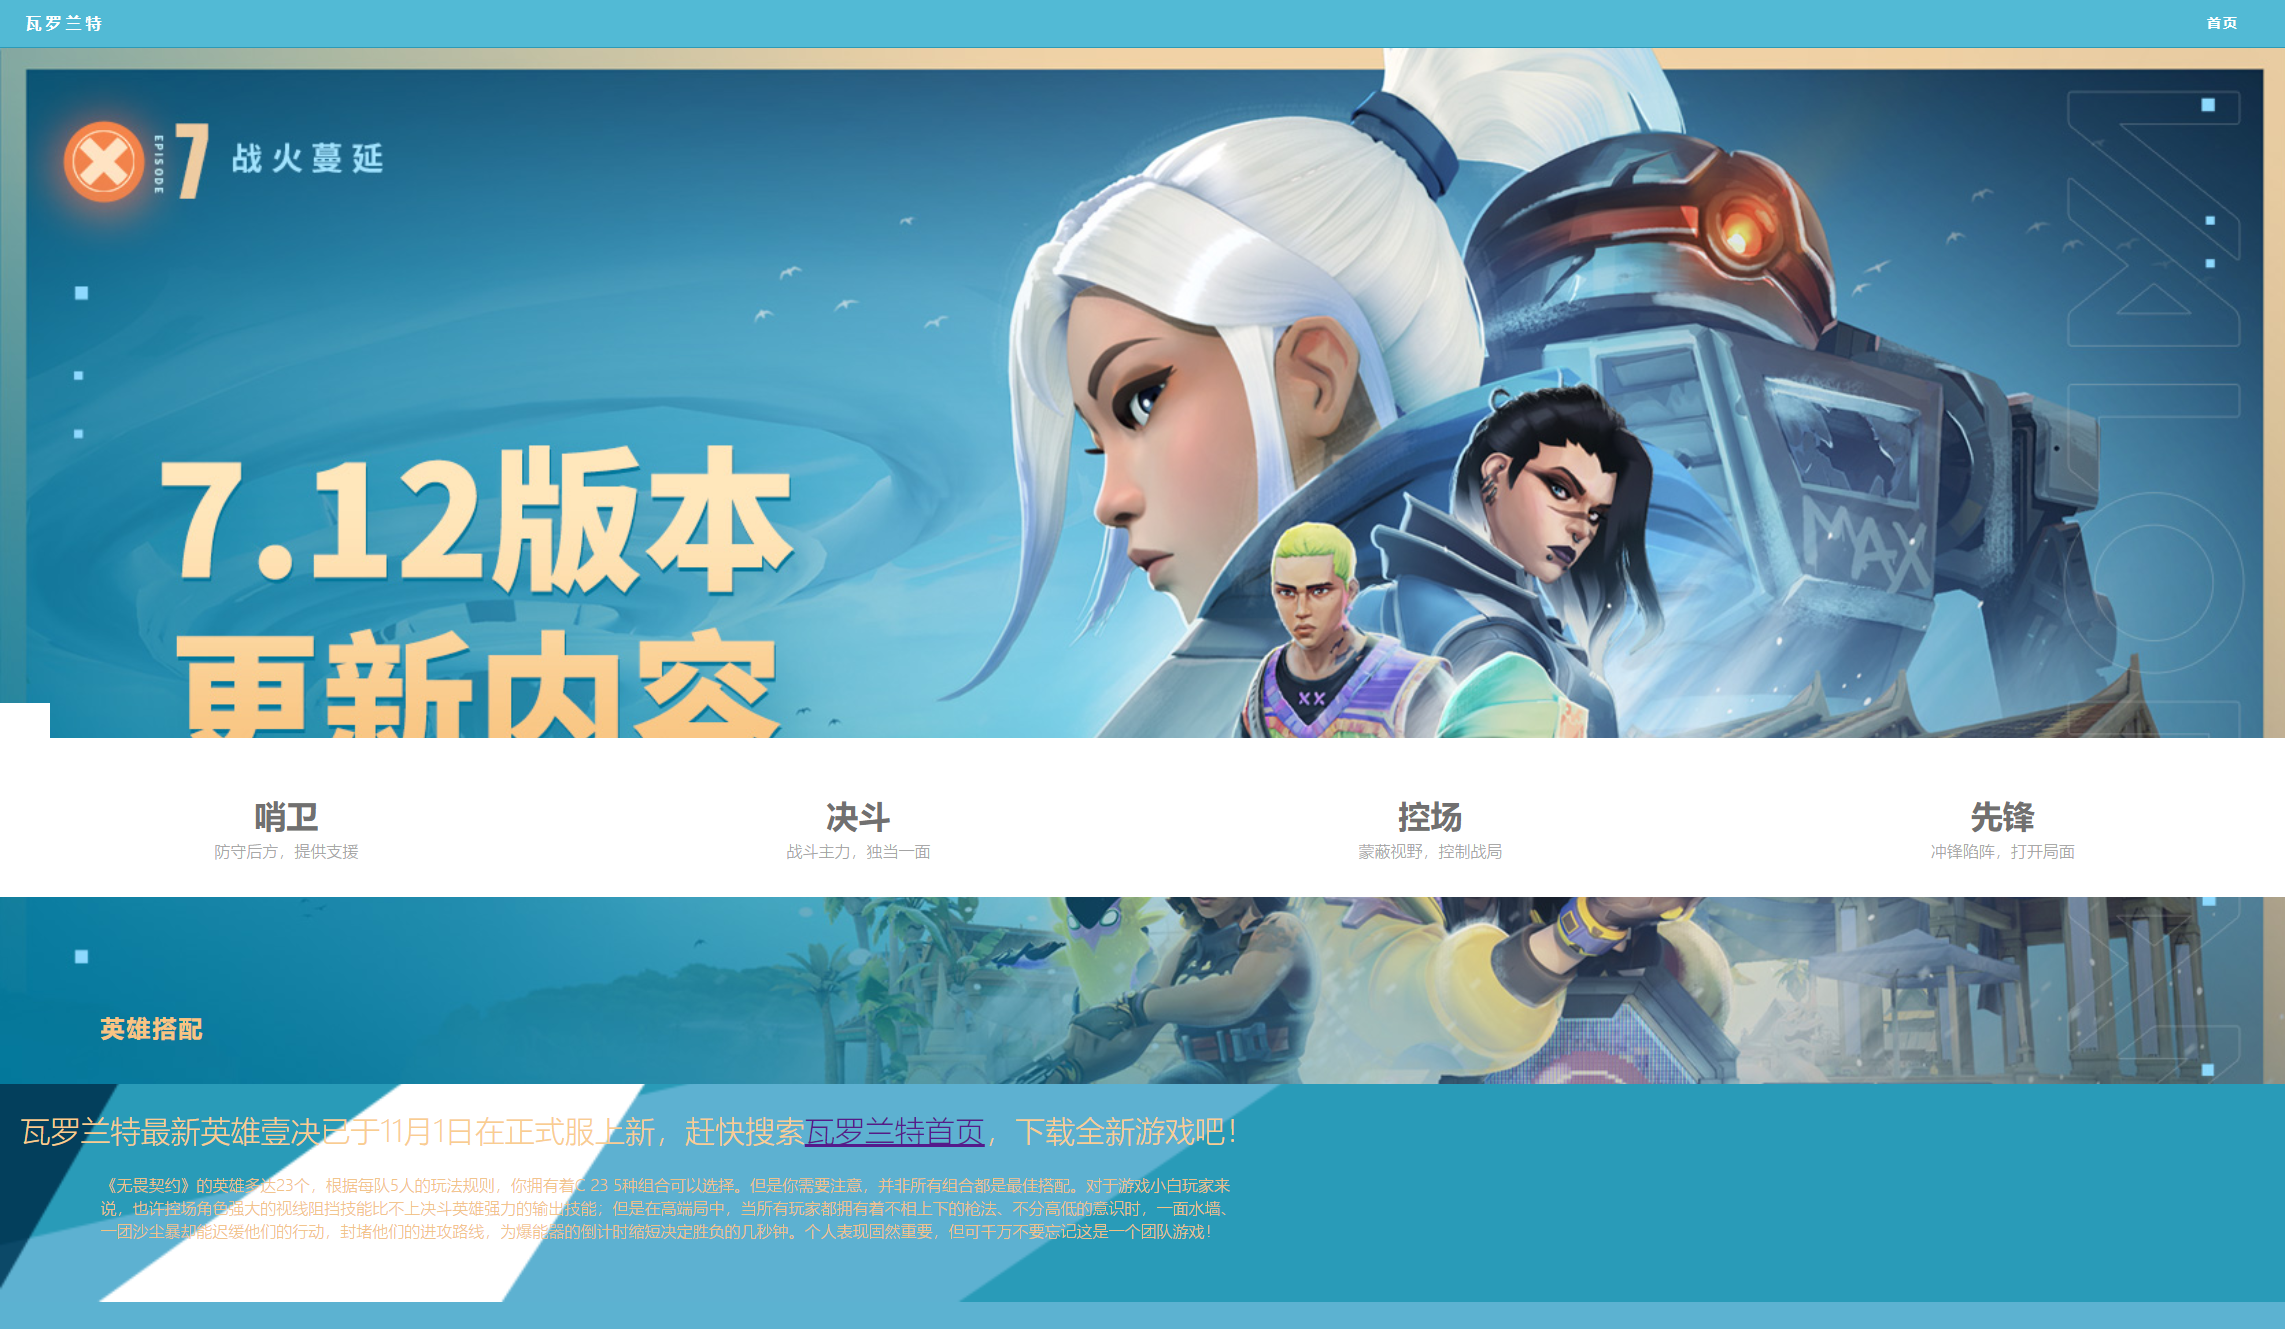 瓦罗兰特
首页
EPISODE
7
战火蔓延
7.12版本
更新内容
MAX
XX
哨卫
决斗
控场
先锋
防守后方，提供支援
战斗主力，独当一面
蒙蔽视野，控制战局
冲锋陷阵，打开局面
英雄搭配
瓦罗兰特最新英雄壹决已于11月1日在正式服上新，赶快搜索瓦罗兰特首页，下载全新游戏吧！
《无畏契约》的英雄多达23个，根据每队5人的玩法规则，你拥有着C 23 5种组合可以选择。但是你需要注意，并非所有组合都是最佳搭配。对于游戏小白玩家来
说，也许控场角色强大的视线阻挡技能比不上决斗英雄强力的输出技能；但是在高端局中，当所有玩家都拥有着不相上下的枪法、不分高低的意识时，一面水墙、
一团沙尘暴却能迟缓他们的行动，封堵他们的进攻路线，为爆能器的倒计时缩短决定胜负的几秒钟。个人表现固然重要，但可千万不要忘记这是一个团队游戏！